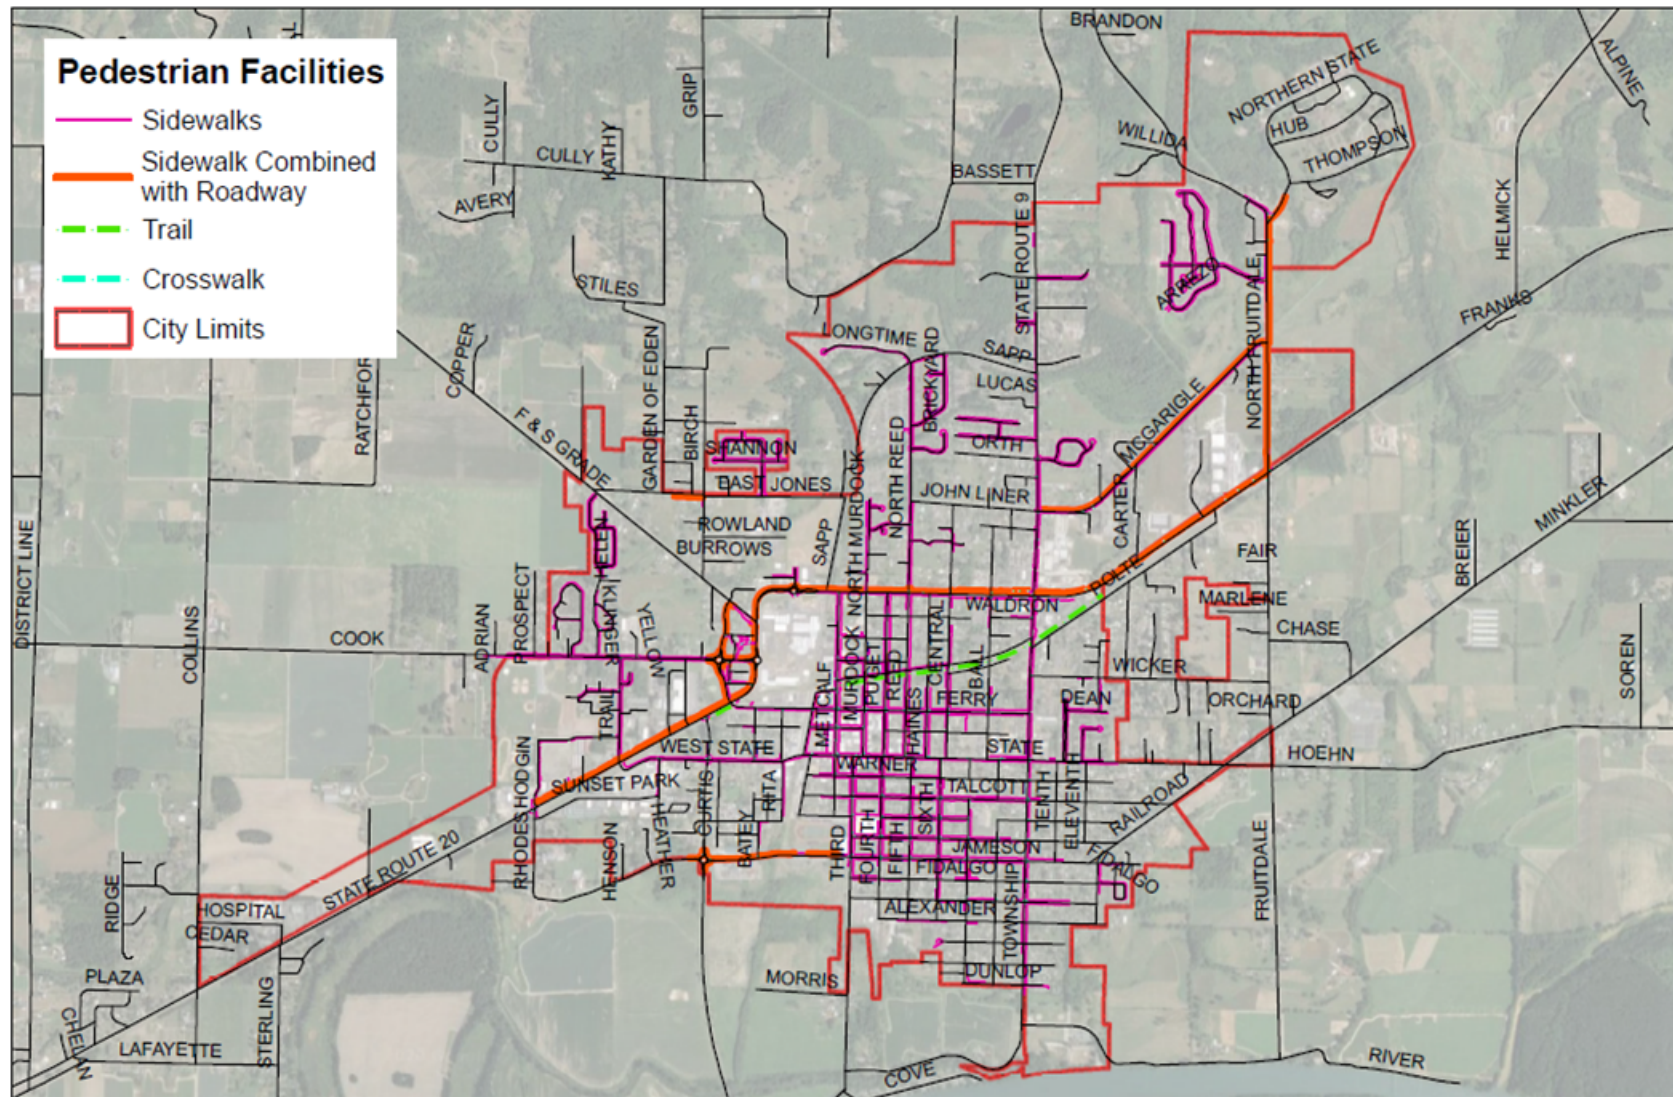 Pedestrian Facilities
Sidewalks
Sidewalk Combined
with Roadway
Trail
Crosswalk
City Limits
BRANDON
ALPINE
NORTHERN STATE
HUB
THOMPSON
WILLIDA
GRIP
CULLY
CULLY
KATHY
AVERY
BASSETT
HELMICK
STATE ROUTE 9
STILES
ARREZO
NORTH FRUITDALE
FRANKS
LONGTIME
SAPP
BRICKYARD
LUCAS
COPPER
RATCHFOR
GARDEN OF EDEN
BIRCH
F & S GRADE
SHANNON
EAST JONES
NORTH REED
ORTH
MCGARIGLE
JOHN LINER
CARTER
MINKLER
ROWLAND
BURROWS
SAPP
NORTH MURDOCK
HELEN
DISTRICT LINE
COLLINS
COOK
ADRIAN
PROSPECT
KLINGER
YELLOW
POLTE
FAIR
BREIER
WALDRON
MARLENE
CHASE
WICKER
SOREN
METCALF
MURDOCK
PUGET
REED
CENTRAL
BALL
FERRY
DEAN
ORCHARD
HAINES
TRAIL
WEST STATE
STATE
HOEHN
WARNER
RHODES
HODGIN
SUNSET PARK
HEATHER
CURTIS
RITA
BATEY
TALCOTT
TENTH
ELEVENTH
RAILROAD
SIXTH
FIFTH
FOURTH
THIRD
JAMESON
FIDALGO
FIDALGO
STATE ROUTE 20
HENSON
FRUITDALE
RIDGE
HOSPITAL
CEDAR
ALEXANDER
TOWNSHIP
PLAZA
MORRIS
DUNLOP
CHELAN
STERLING
LAFAYETTE
COVE
RIVER